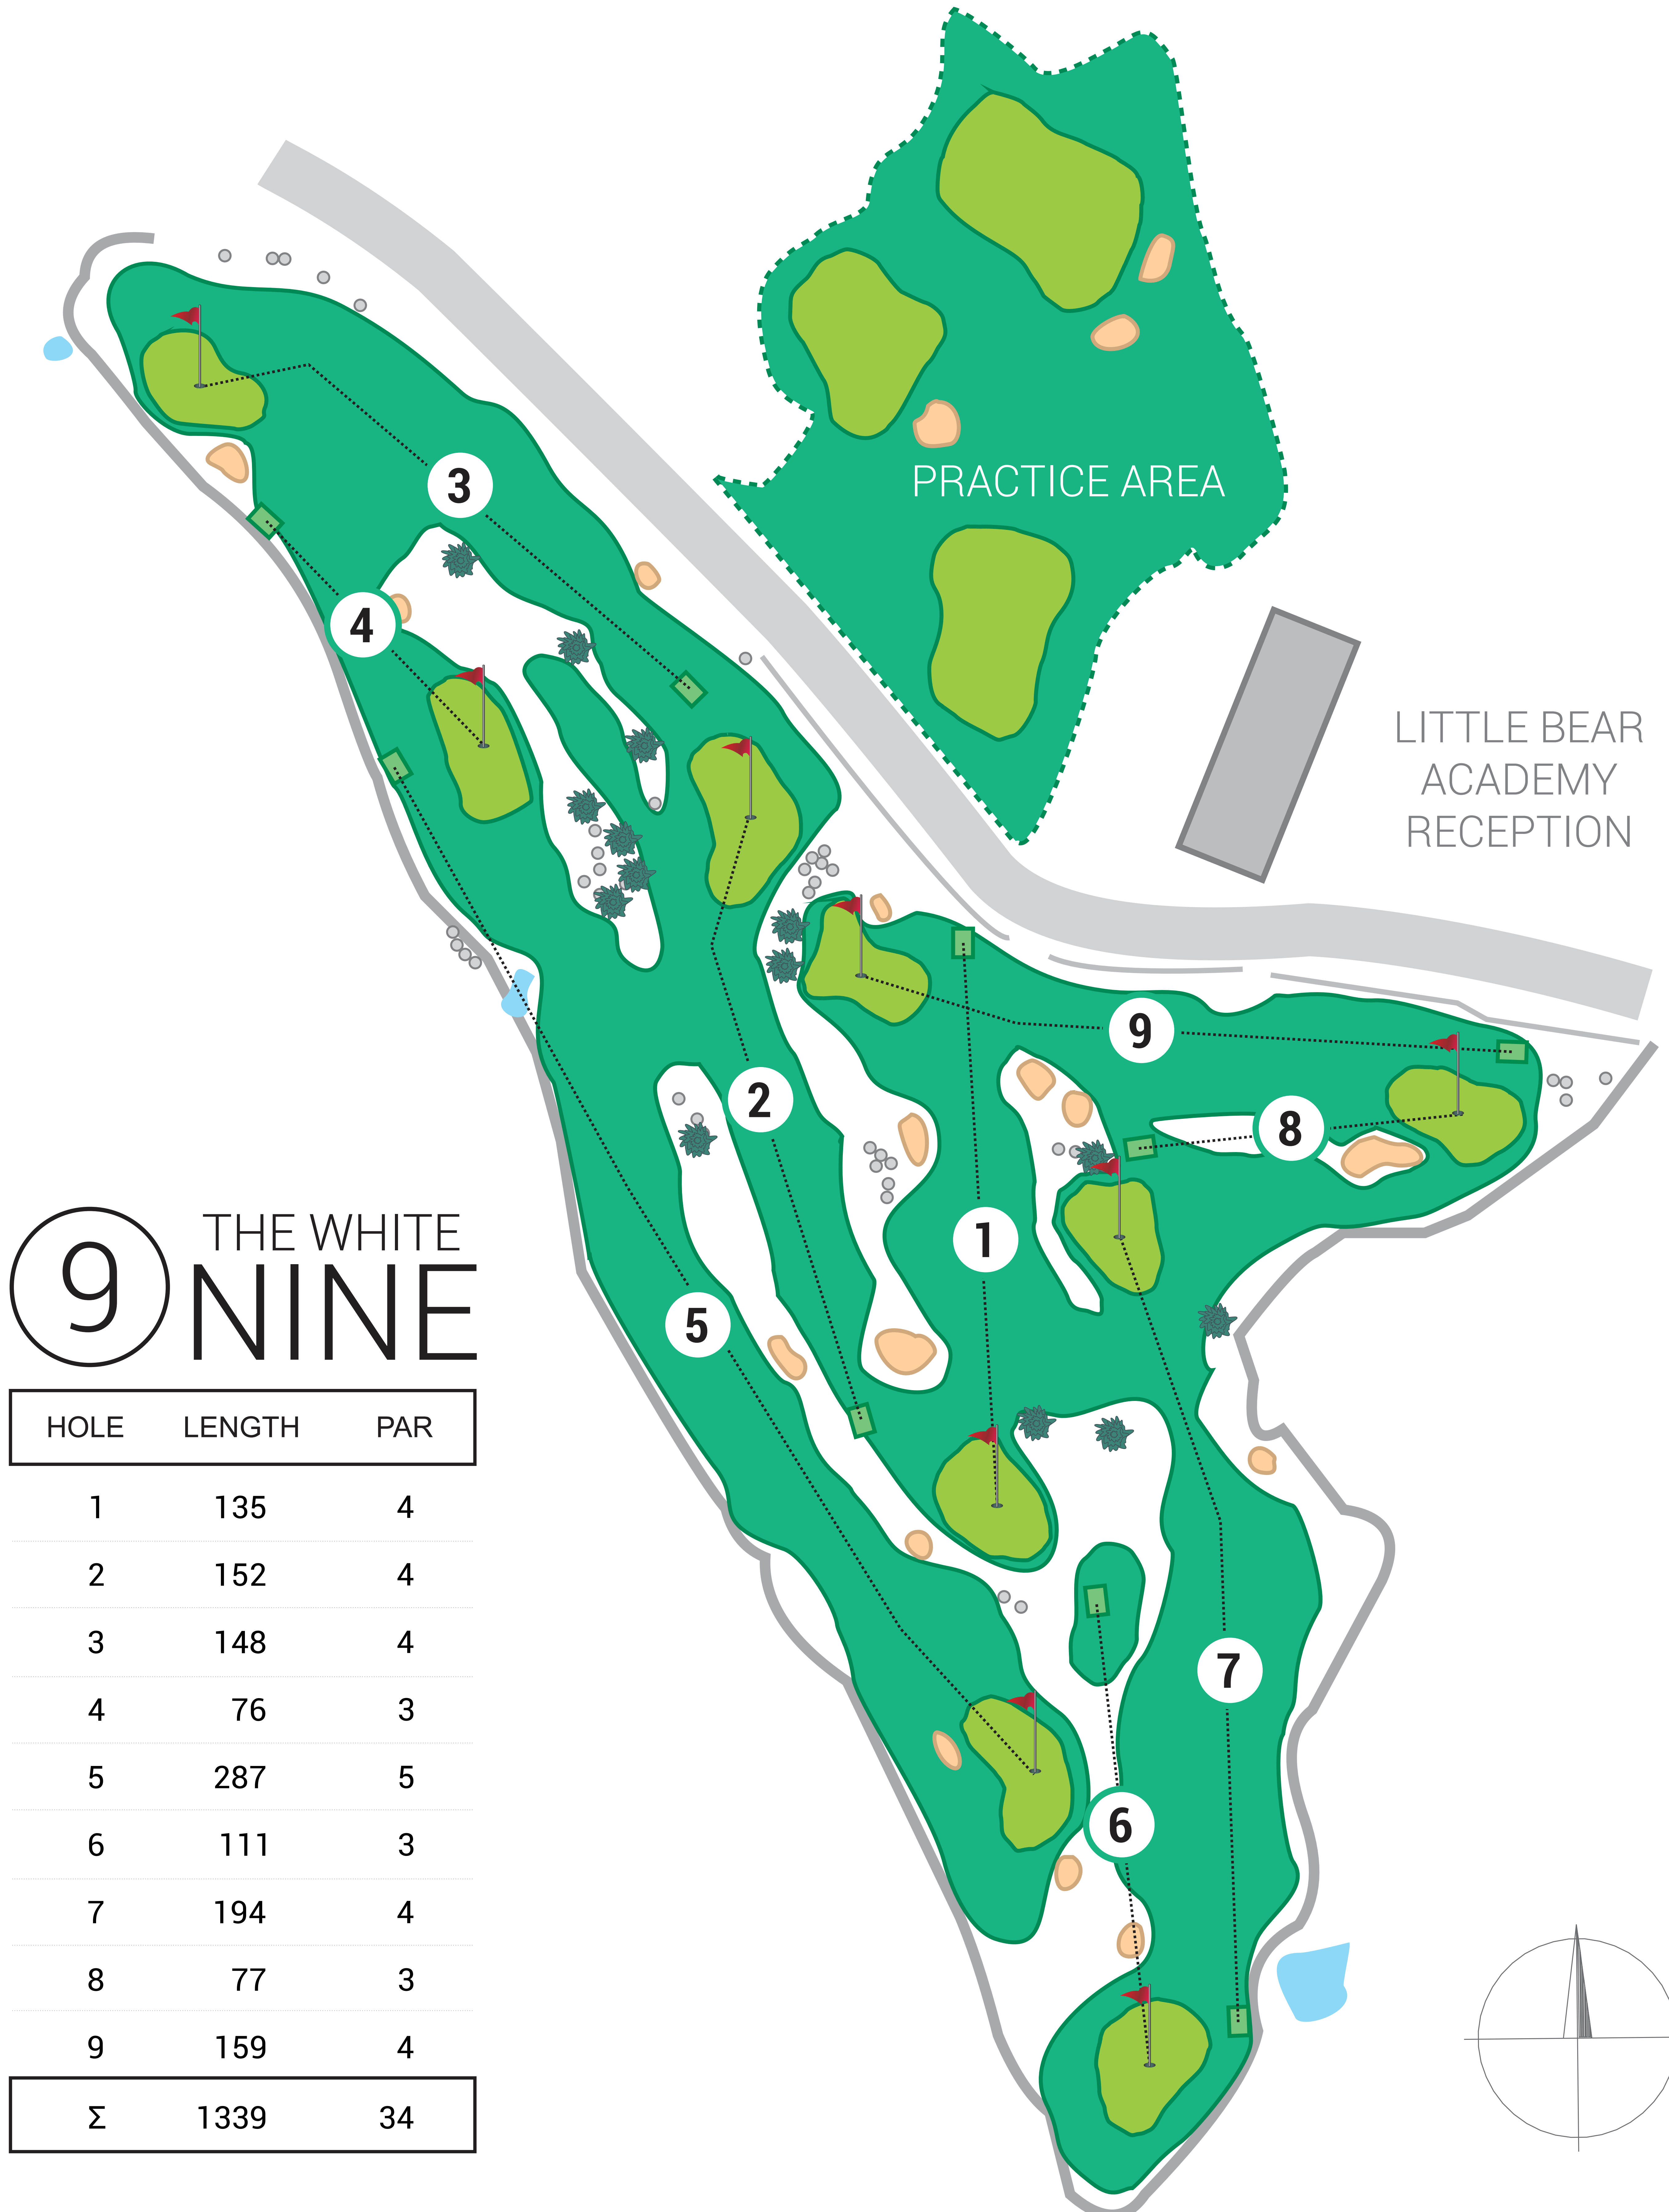 PRACTICE AREA
3
4
LITTLE BEAR
ACADEMY
RECEPTION
9
8
2
1
5
7
6
9 THE WHITE
NINE
HOLE LENGTH PAR
1 135 4
2 152 4
3 148 4
4 76 3
5 287 5
6 111 3
7 194 4
8 77 3
9 159 4
Σ 1339 34